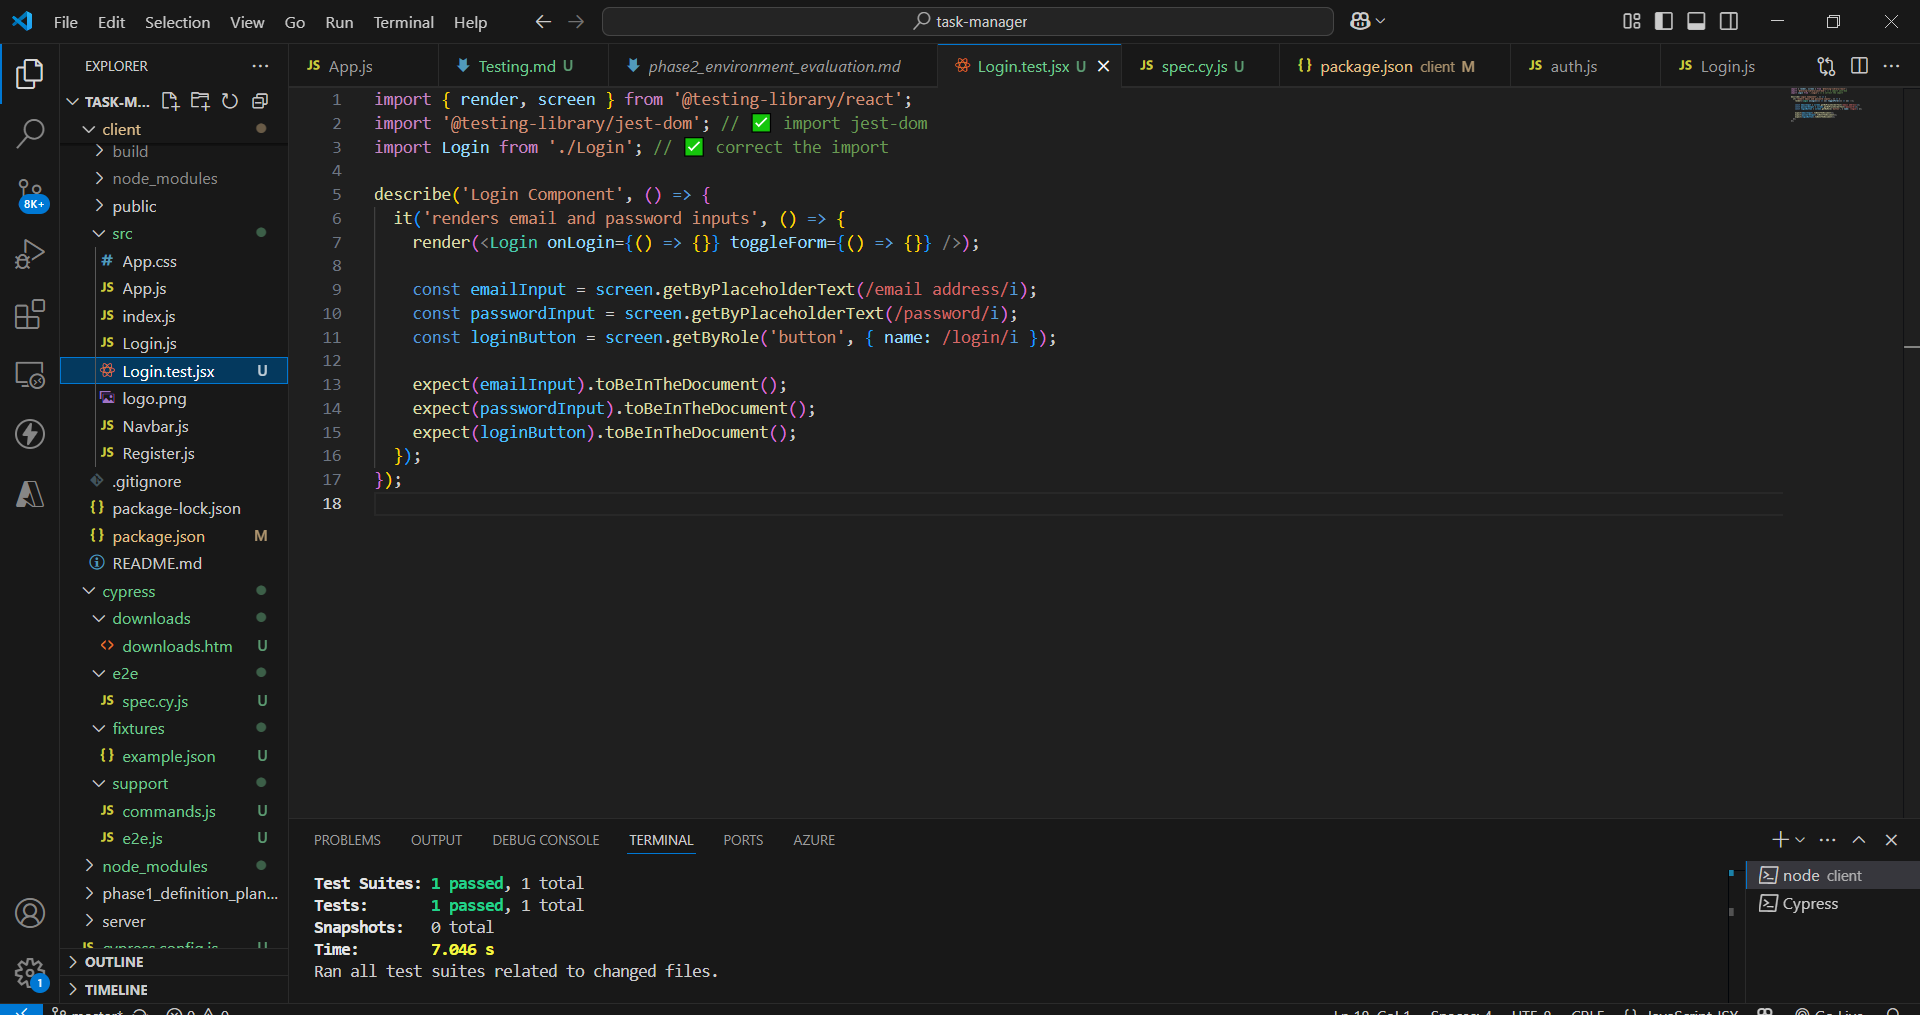 File Edit Selection View Go Run Terminal Help
task-manager
EXPLORER
TASK-M...
client
build
node_modules
public
src
# App.css
JS App.js
JS index.js
JS Login.js
Login.test.jsx U
logo.png
JS Navbar.js
JS Register.js
.gitignore
{} package-lock.json
{} package.json M
README.md
cypress
downloads
<> downloads.htm U
e2e
JS spec.cy.js U
fixtures
{} example.json U
support
JS commands.js U
JS e2e.js U
node_modules
phase1_definition_plan...
server
OUTLINE
TIMELINE
8K+
1
JS App.js
Testing.md U
phase2_environment_evaluation.md
Login.test.jsx U
JS spec.cy.js U
{} package.json client M
JS auth.js
JS Login.js
1 import { render, screen } from '@testing-library/react';
2 import '@testing-library/jest-dom'; // ✅ import jest-dom
3 import Login from './Login'; // ✅ correct the import
4
5 describe('Login Component', () => {
6 it('renders email and password inputs', () => {
7 render(<Login onLogin={() => {}} toggleForm={() => {}} />);
8
9 const emailInput = screen.getByPlaceholderText(/email address/i);
10 const passwordInput = screen.getByPlaceholderText(/password/i);
11 const loginButton = screen.getByRole('button', { name: /login/i });
12
13 expect(emailInput).toBeInTheDocument();
14 expect(passwordInput).toBeInTheDocument();
15 expect(loginButton).toBeInTheDocument();
16 });
17 });
18
PROBLEMS OUTPUT DEBUG CONSOLE TERMINAL PORTS AZURE
Test Suites: 1 passed, 1 total
Tests: 1 passed, 1 total
Snapshots: 0 total
Time: 7.046 s
Ran all test suites related to changed files.
node client
Cypress